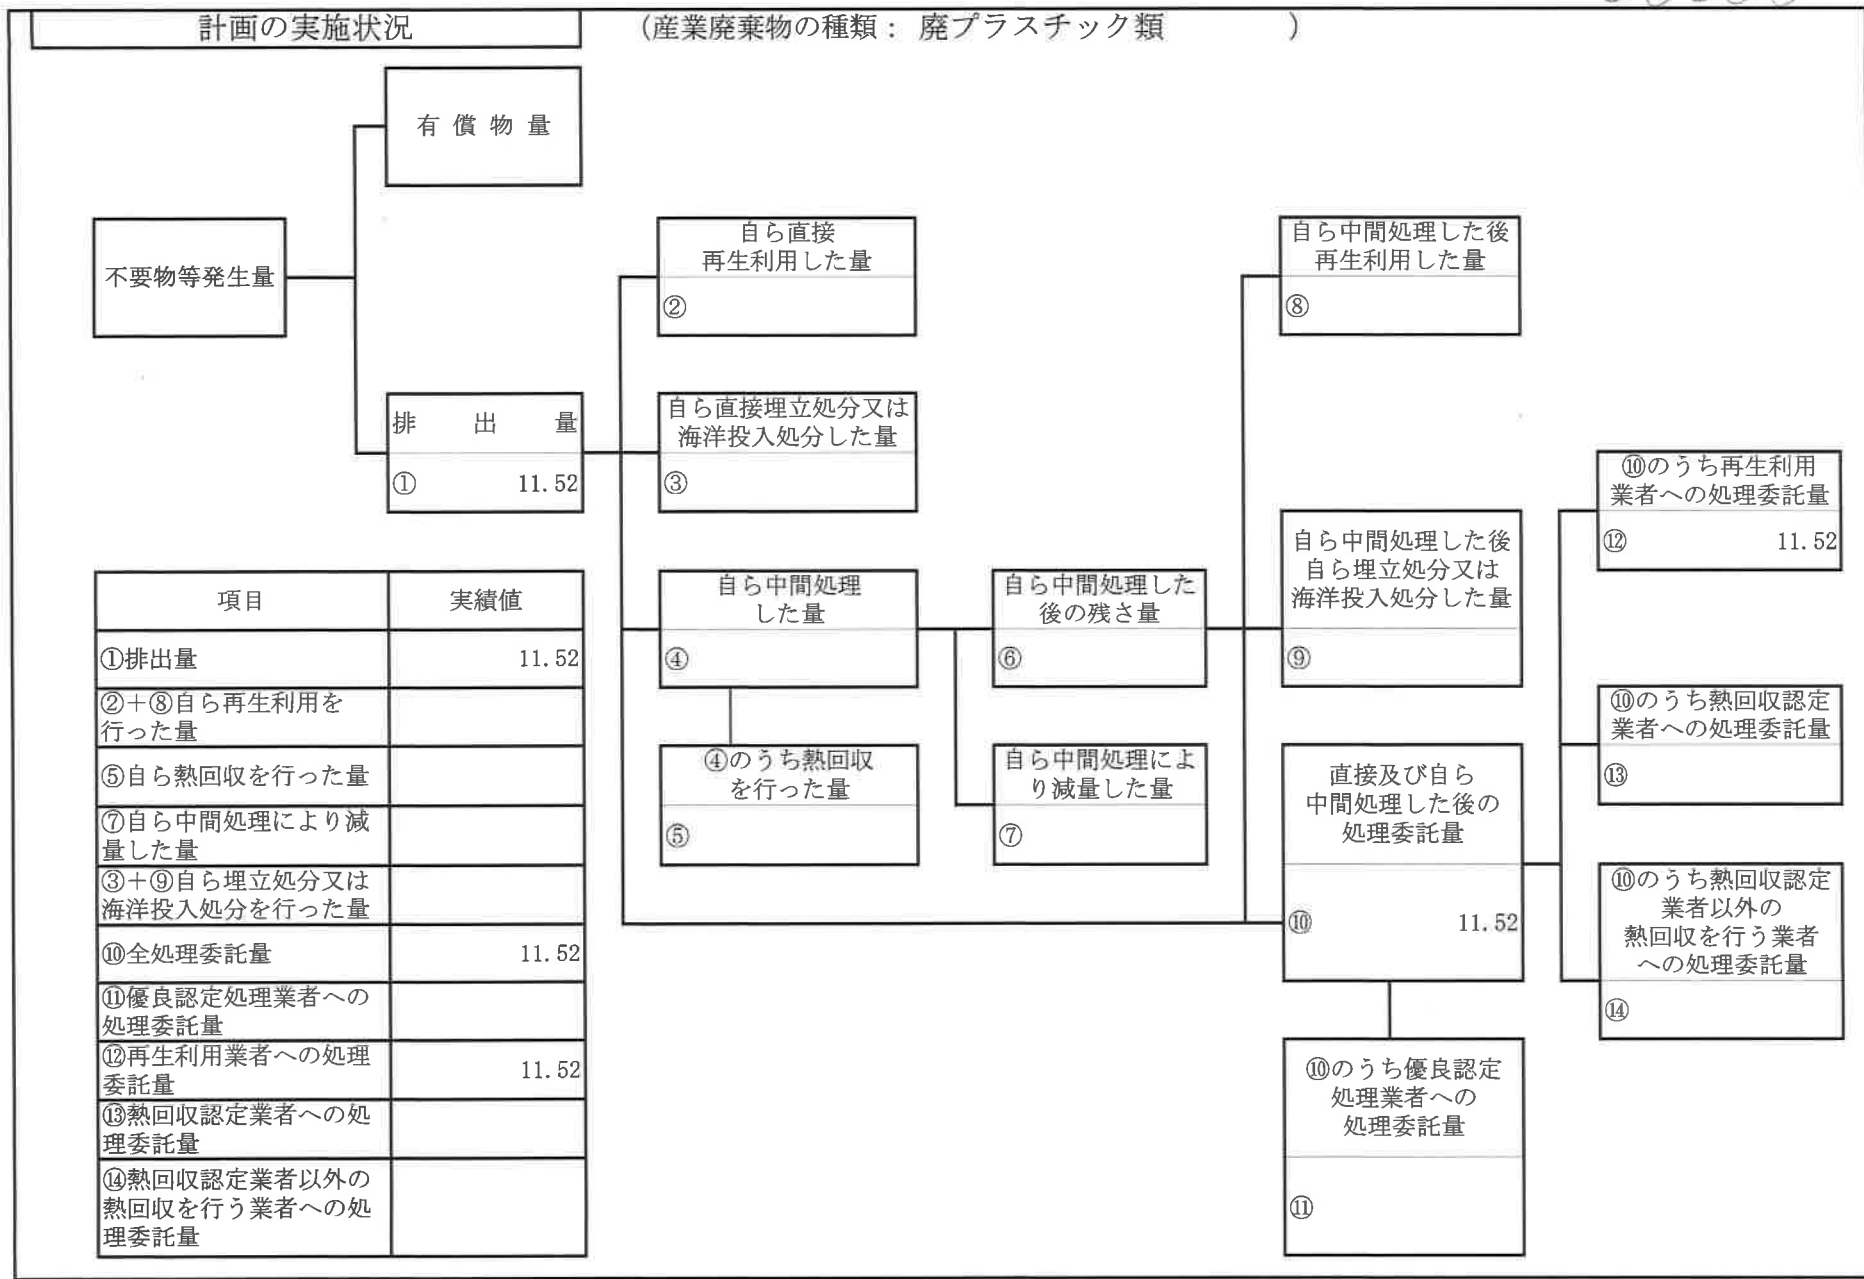 計画の実施状況
（産業廃棄物の種類： 廃プラスチック類 ）
有 償 物 量
不要物等発生量
排 出 量
① 11.52
自ら直接
再生利用した量
②
自ら直接埋立処分又は
海洋投入処分した量
③
自ら中間処理
した量
④
④のうち熱回収
を行った量
⑤
自ら中間処理した
後の残さ量
⑥
自ら中間処理によ
り減量した量
⑦
自ら中間処理した後
再生利用した量
⑧
自ら中間処理した後
自ら埋立処分又は
海洋投入処分した量
⑨
直接及び自ら
中間処理した後の
処理委託量
⑩ 11.52
⑩のうち優良認定
処理業者への
処理委託量
⑪
⑩のうち再生利用
業者への処理委託量
⑫ 11.52
⑩のうち熱回収認定
業者への処理委託量
⑬
⑩のうち熱回収認定
業者以外の
熱回収を行う業者
への処理委託量
⑭
項目 実績値
①排出量 11.52
②＋⑧自ら再生利用を
行った量
⑤自ら熱回収を行った量
⑦自ら中間処理により減
量した量
③＋⑨自ら埋立処分又は
海洋投入処分を行った量
⑩全処理委託量 11.52
⑪優良認定処理業者への
処理委託量
⑫再生利用業者への処理
委託量 11.52
⑬熱回収認定業者への処
理委託量
⑭熱回収認定業者以外の
熱回収を行う業者への処
理委託量